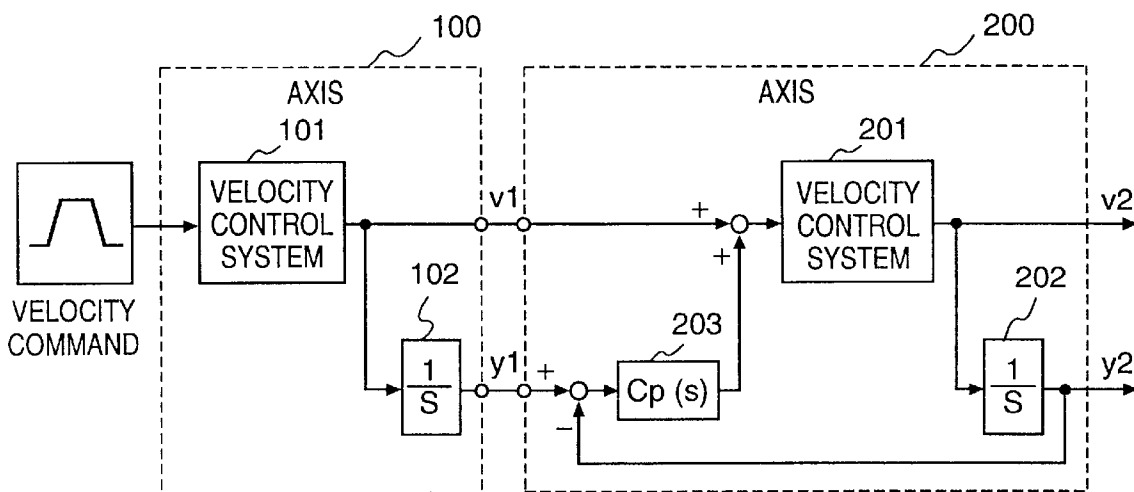 100
200
AXIS
AXIS
101
201
VELOCITY
CONTROL
SYSTEM
v1
+
+
VELOCITY
CONTROL
SYSTEM
v2
VELOCITY
COMMAND
102
1
S
y1
+
−
203
Cp (s)
202
1
S
y2